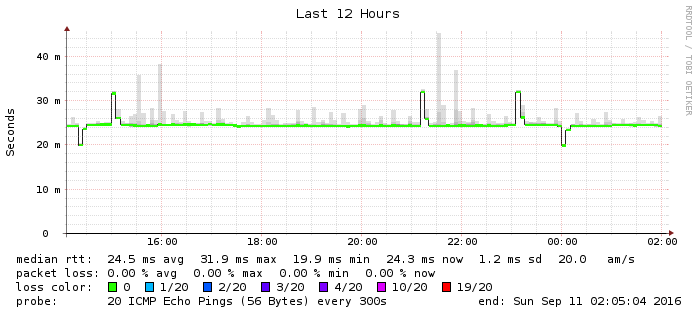 Last 12 Hours
RRDTOOL / TOBI OETIKER
Seconds
40 m
30 m
20 m
10 m
0
16:00 18:00 20:00 22:00 00:00 02:00
median rtt: 24.5 ms avg 31.9 ms max 19.9 ms min 24.3 ms now 1.2 ms sd 20.0 am/s
packet loss: 0.00 % avg 0.00 % max 0.00 % min 0.00 % now
loss color: 0 1/20 2/20 3/20 4/20 10/20 19/20
probe: 20 ICMP Echo Pings (56 Bytes) every 300s end: Sun Sep 11 02:05:04 2016